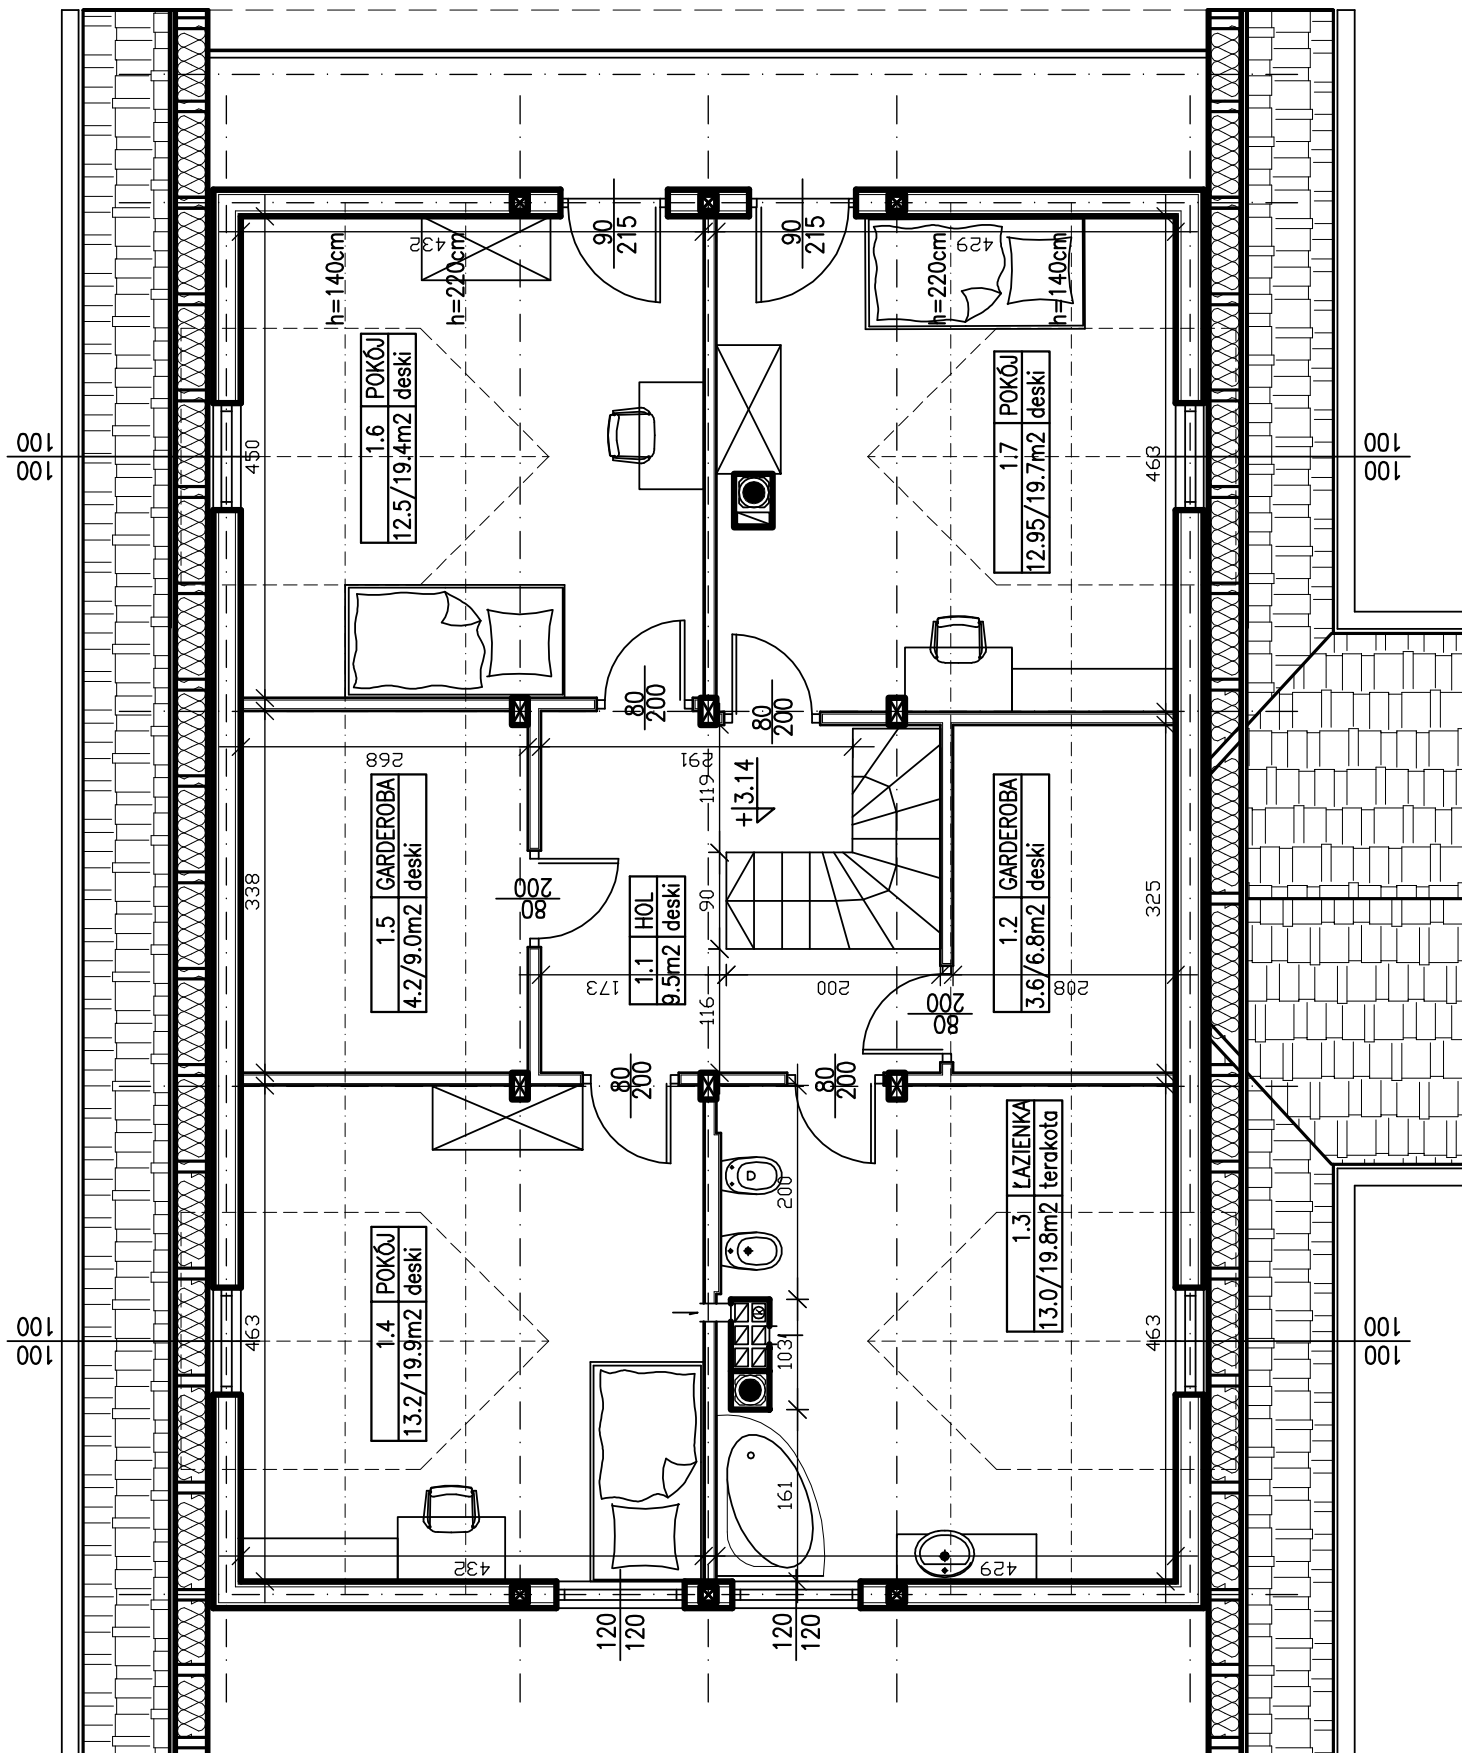 h=140cm
h=220cm
432
90
215
90
215
h=220cm
h=140cm
429
1.6 POKÓJ
12.5/19.4m2 deski
1.7 POKÓJ
12.95/19.7m2 deski
100
100
450
463
100
100
80
200
80
200
268
291
119
+3.14
1.5 GARDEROBA
4.2/9.0m2 deski
338
80
200
1.1 HOL
9.5m2 deski
90
1.2 GARDEROBA
3.6/6.8m2 deski
325
173
116
200
80
200
208
80
200
80
200
1.3 ŁAZIENKA
13.0/19.8m2 terakota
200
1.4 POKÓJ
13.2/19.9m2 deski
100
100
463
103
463
100
100
161
432
429
120
120
120
120